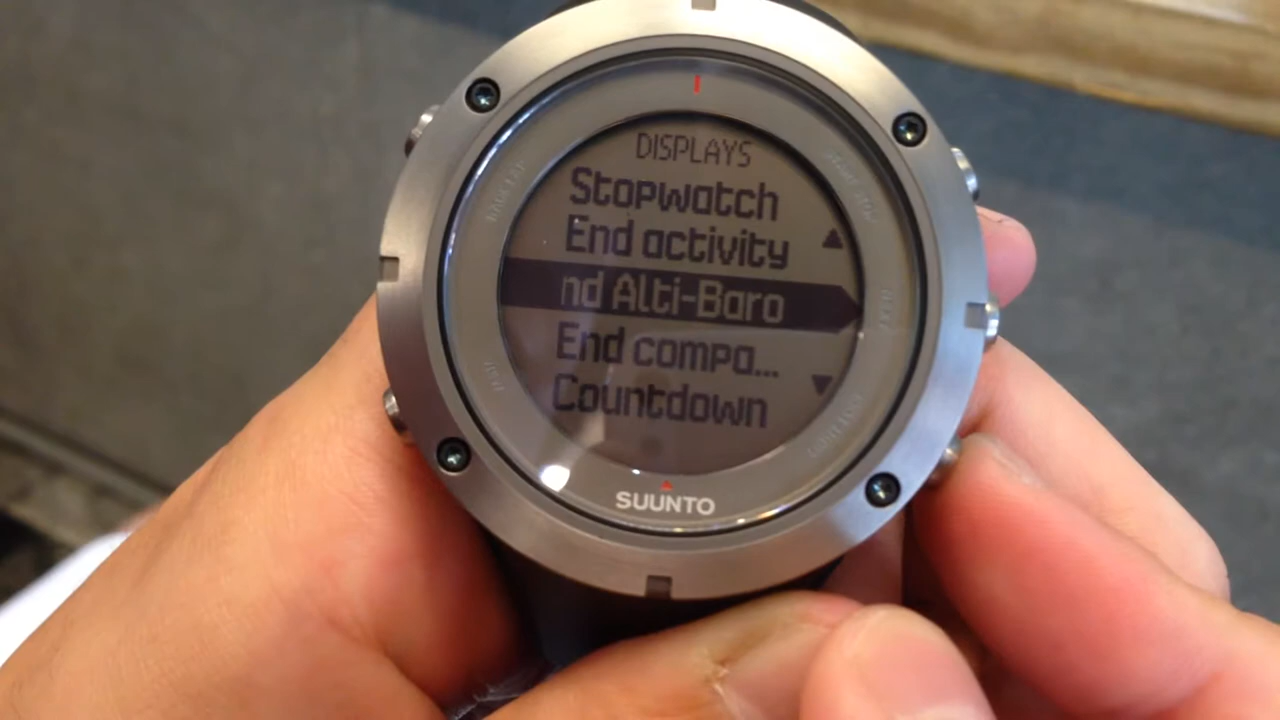 DISPLAYS
Stopwatch
End activity
nd Alti-Baro
End compa...
Countdown
SUUNTO